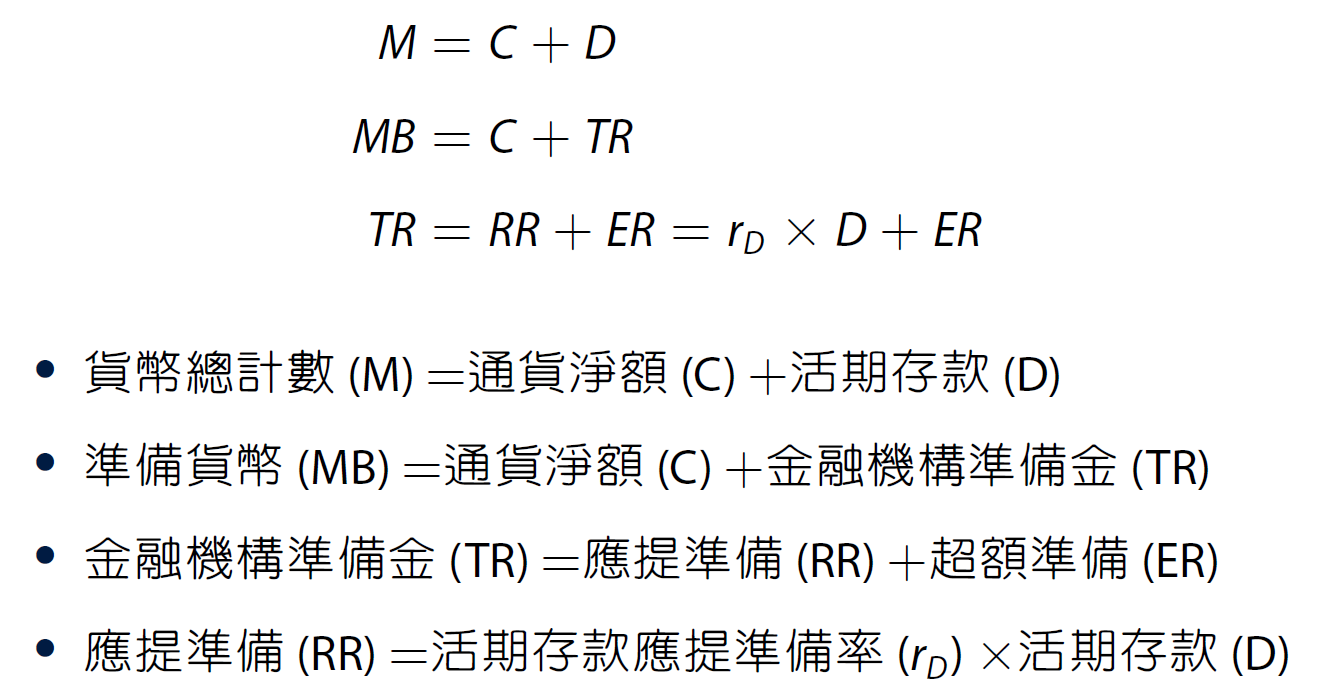 M = C + D
MB = C + TR
TR = RR + ER = r_D × D + ER
• 貨幣總計數 (M) =通貨淨額 (C) +活期存款 (D)
• 準備貨幣 (MB) =通貨淨額 (C) +金融機構準備金 (TR)
• 金融機構準備金 (TR) =應提準備 (RR) +超額準備 (ER)
• 應提準備 (RR) =活期存款應提準備率 (r_D) ×活期存款 (D)